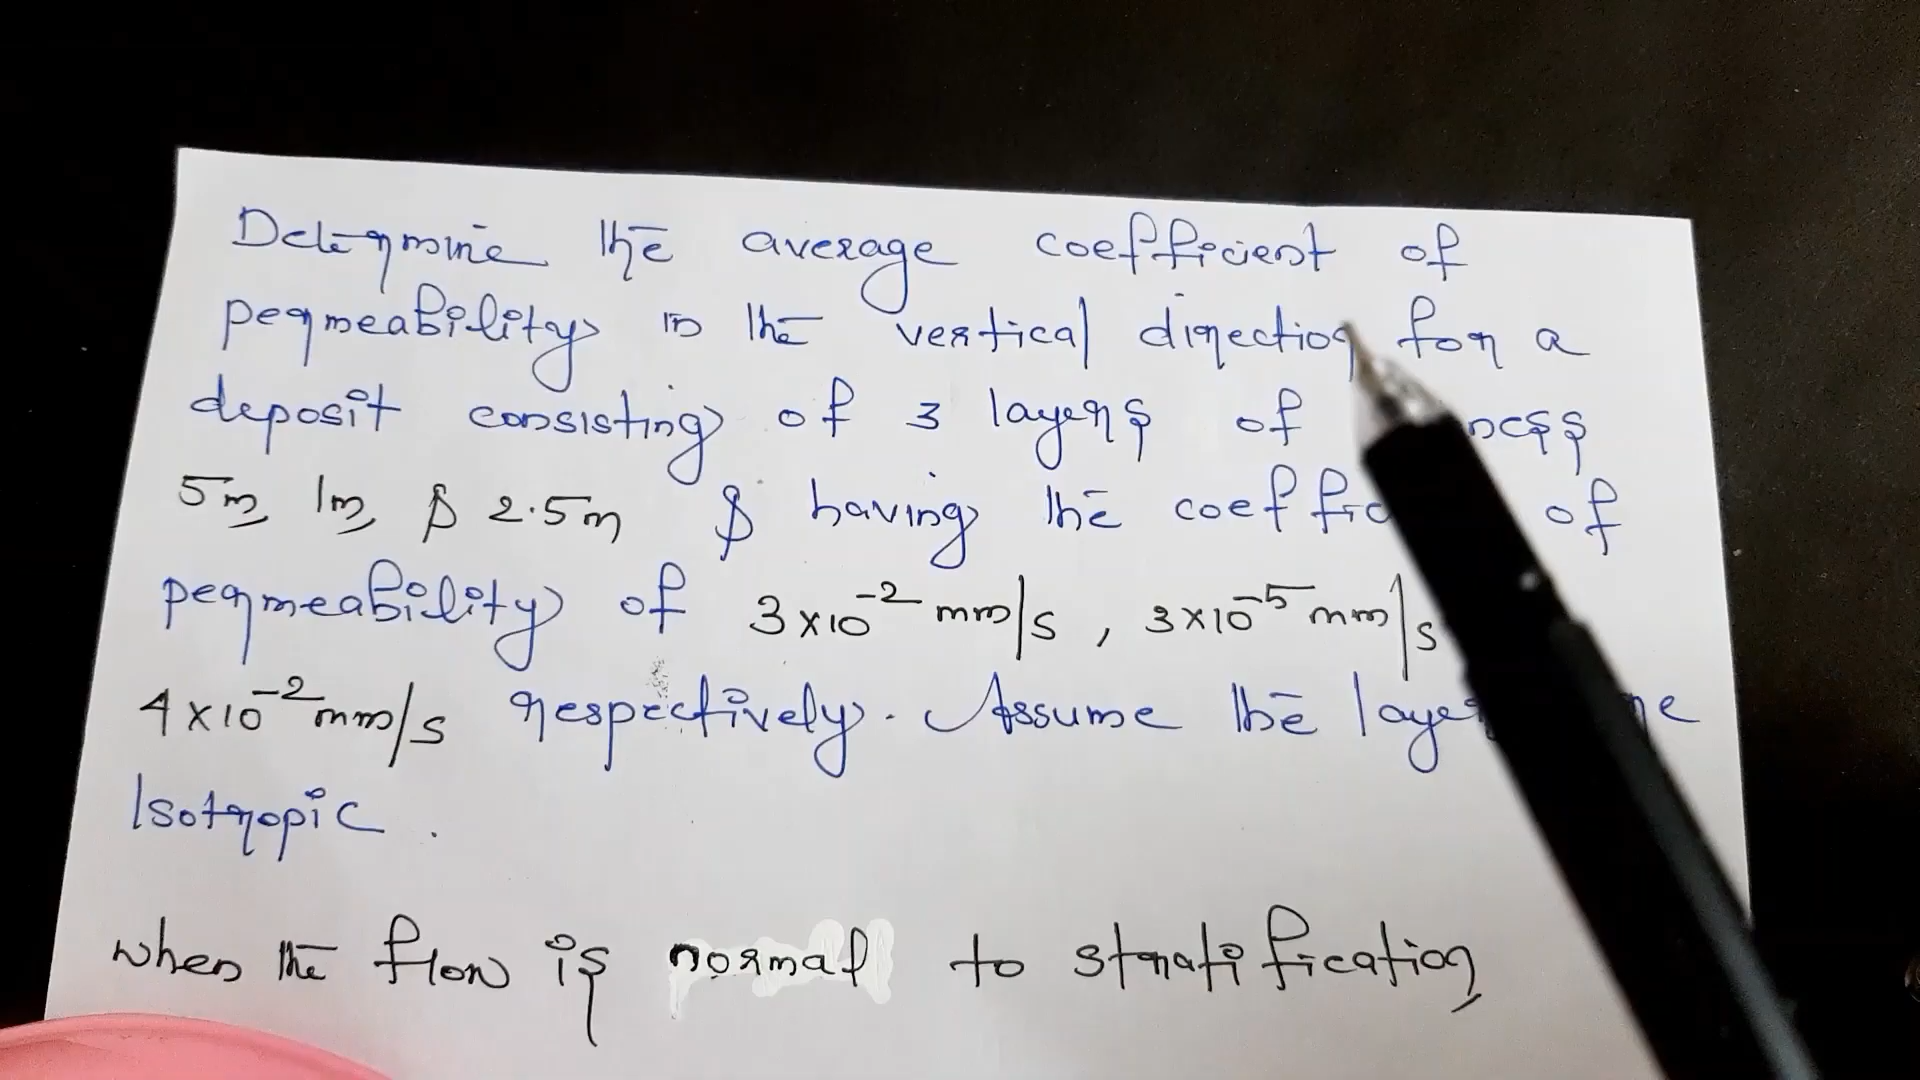 Determine the average coefficient of
permeability in the vertical direction for a
deposit consisting of 3 layers of
5m, 1m, & 2.5m & having the of
permeability of 3×10⁻² mm/s, 3×10⁻⁵ mm/s
4×10⁻² mm/s respectively. Assume the
Isotropic.
when the flow is normal to stratification